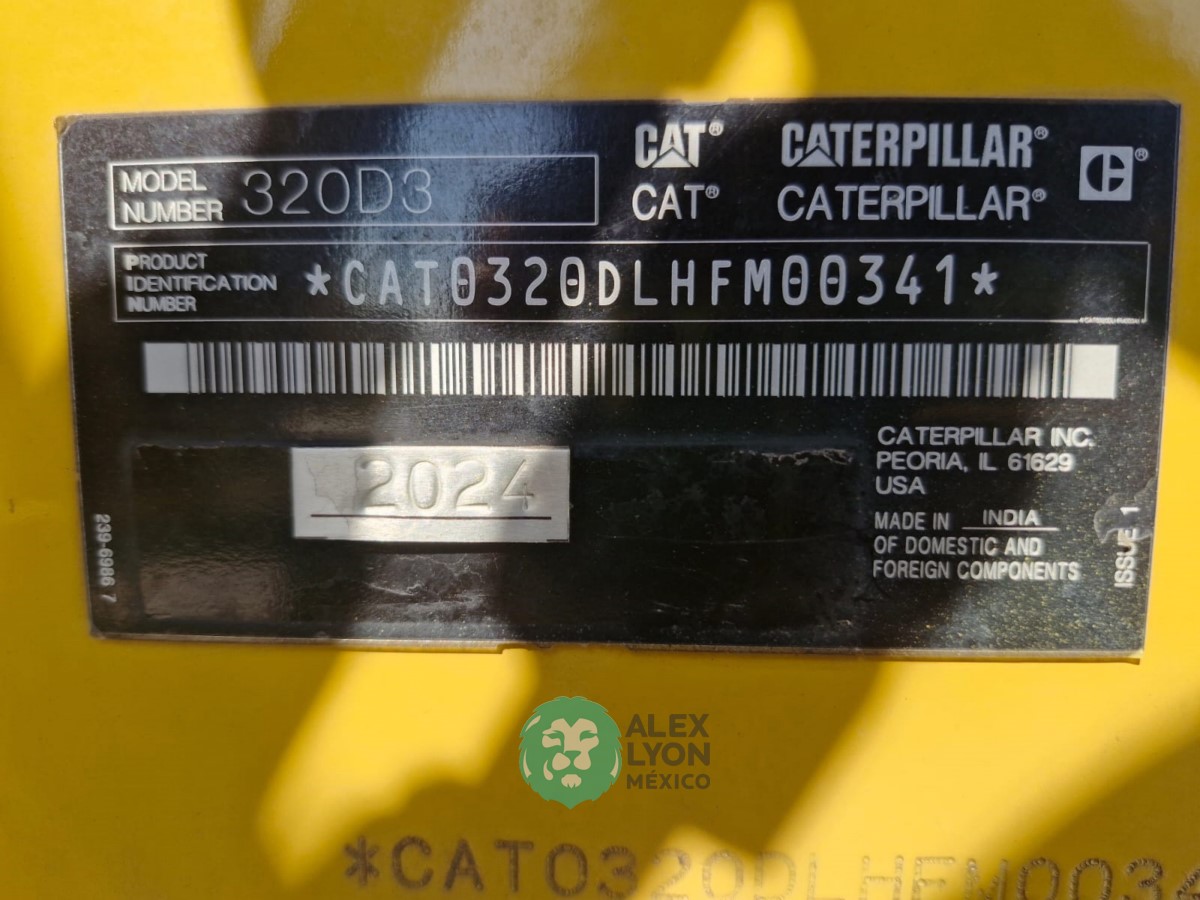 MODEL NUMBER 320D3
CAT® CATERPILLAR®
CAT® CATERPILLAR®
C®
PRODUCT IDENTIFICATION NUMBER *CAT0320DLHFM00341*
2024
CATERPILLAR INC.
PEORIA, IL 61629
USA
MADE IN INDIA
OF DOMESTIC AND
FOREIGN COMPONENTS
239-6986 7
ISSUE 1
ALEX
LYON
MÉXICO
*CAT0320DLHFM0034